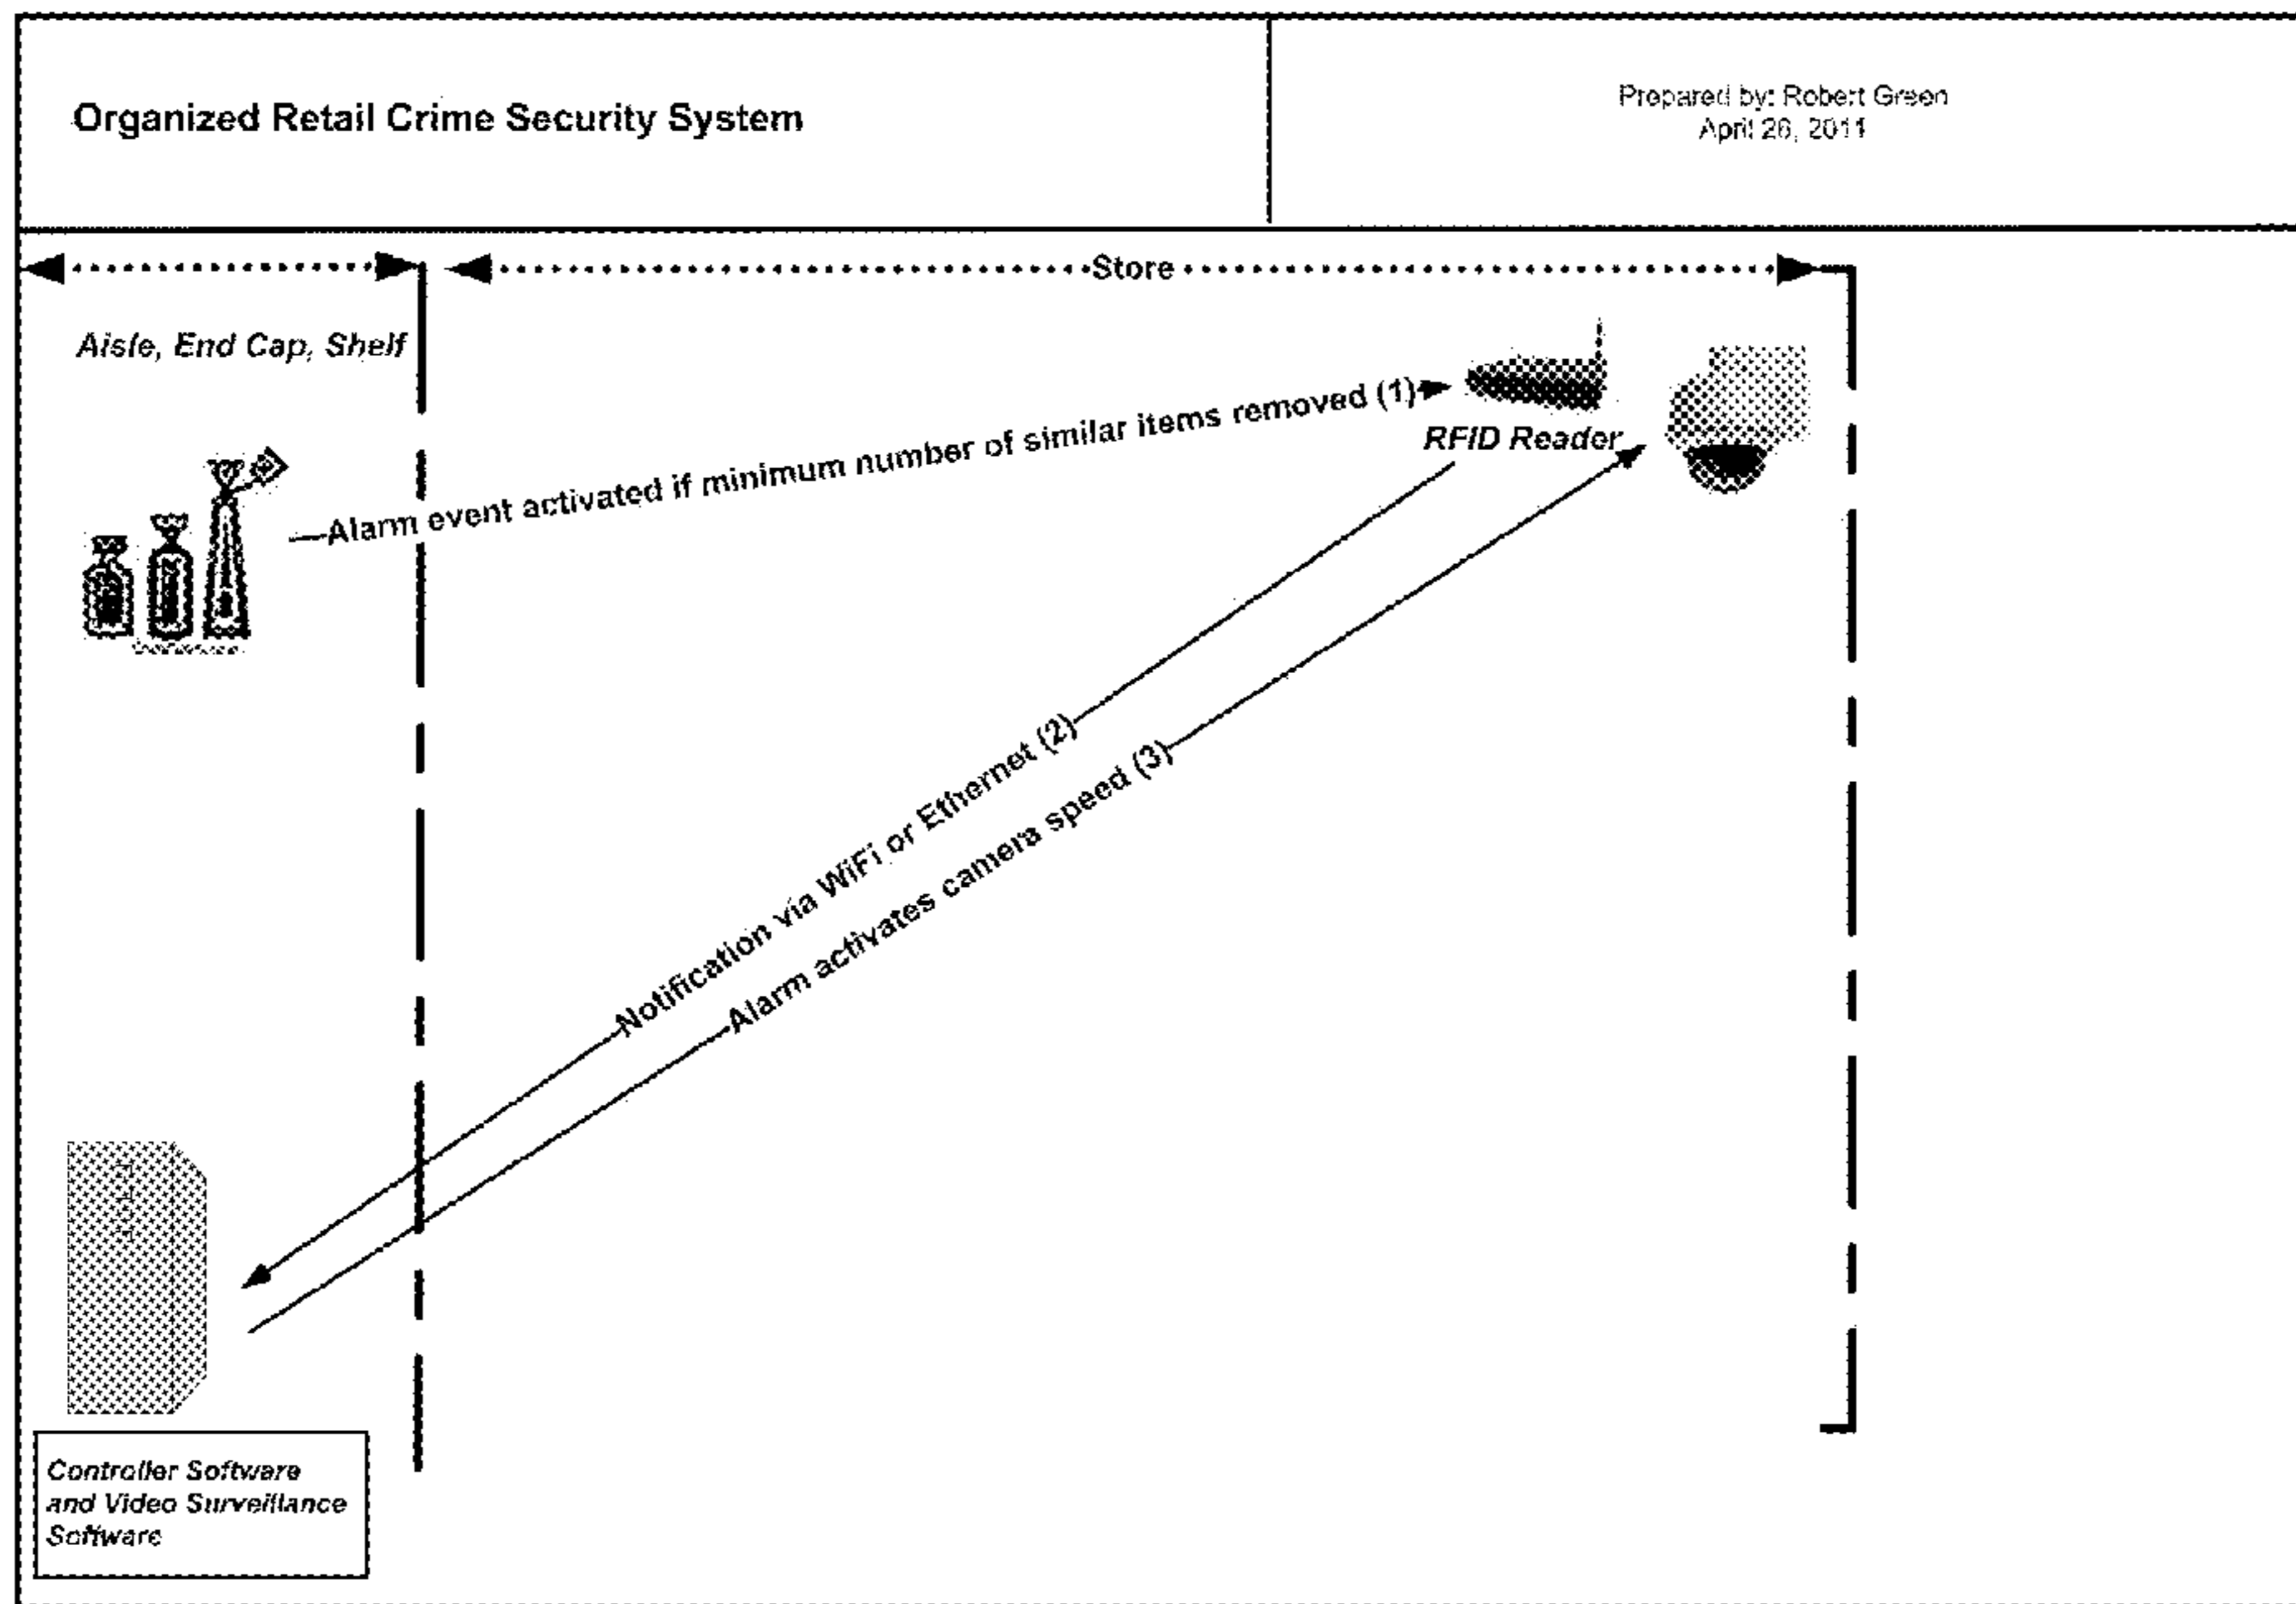 Organized Retail Crime Security System
Prepared by: Robert Green
April 26, 2011
Store
Aisle, End Cap, Shelf
Alarm event activated if minimum number of similar items removed (1)
RFID Reader
Notification via WiFi or Ethernet (2)
Alarm activates camera speed (3)
Controller Software
and Video Surveillance
Software